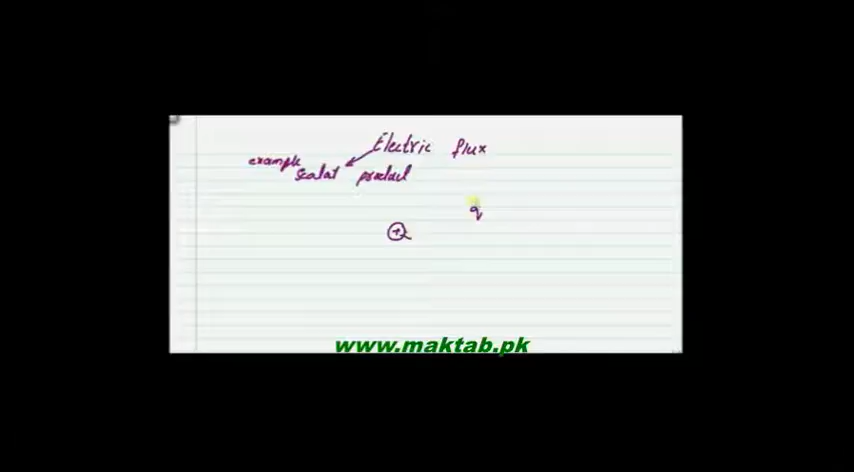 Electric flux
example
scalar product
q
+Q
www.maktab.pk